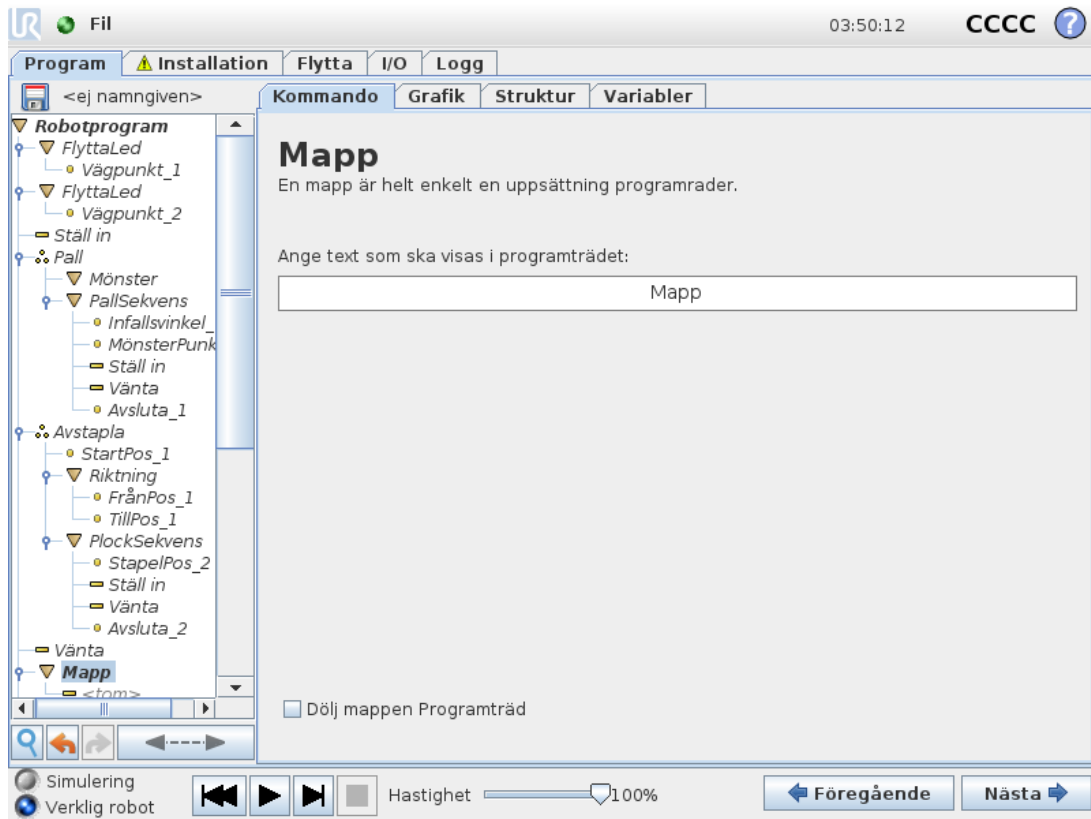 UR Fil 03:50:12 CCCC ?
Program Installation Flytta I/O Logg
<ej namngiven> Kommando Grafik Struktur Variabler
Robotprogram
FlyttaLed
Vägpunkt_1
FlyttaLed
Vägpunkt_2
Ställ in
Pall
Mönster
PallSekvens
Infallsvinkel_
MönsterPunk
Ställ in
Vänta
Avsluta_1
Avstapla
StartPos_1
Riktning
FrånPos_1
TillPos_1
PlockSekvens
StapelPos_2
Ställ in
Vänta
Avsluta_2
Vänta
Mapp
<tom>
Mapp
En mapp är helt enkelt en uppsättning programrader.
Ange text som ska visas i programträdet:
Mapp
Dölj mappen Programträd
Simulering
Verklig robot
Hastighet 100%
Föregående Nästa